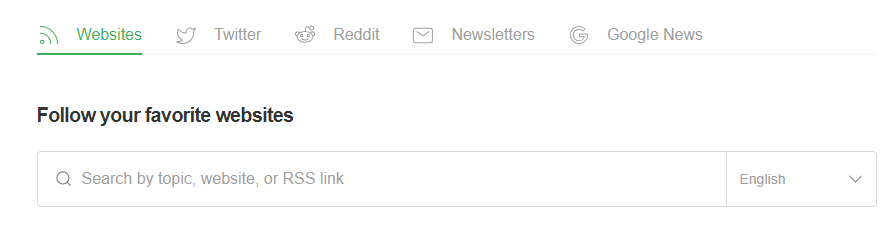 Websites Twitter Reddit Newsletters Google News
Follow your favorite websites
Search by topic, website, or RSS link English